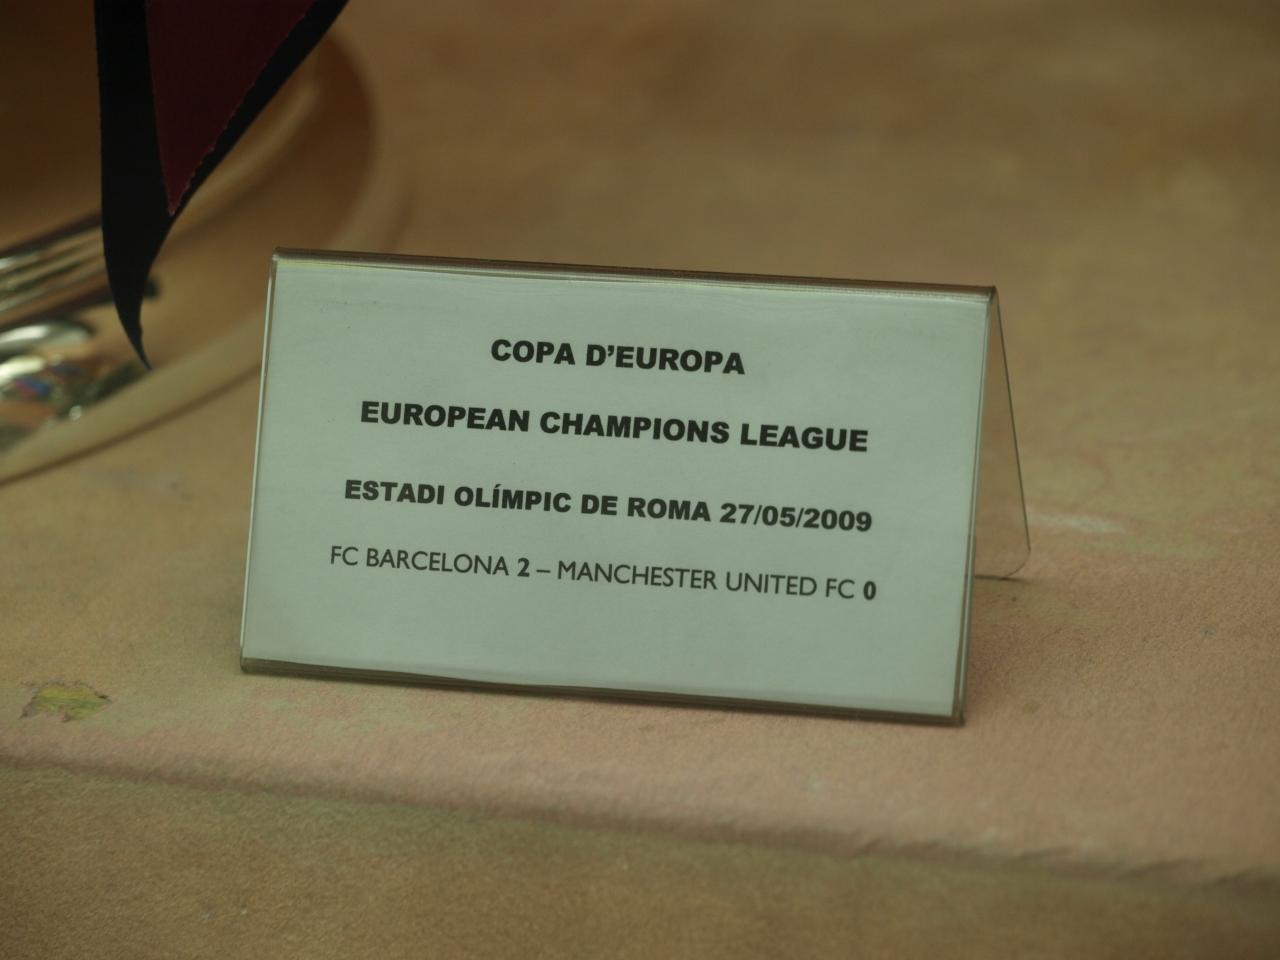 COPA D’EUROPA
EUROPEAN CHAMPIONS LEAGUE
ESTADI OLÍMPIC DE ROMA 27/05/2009
FC BARCELONA 2 – MANCHESTER UNITED FC 0